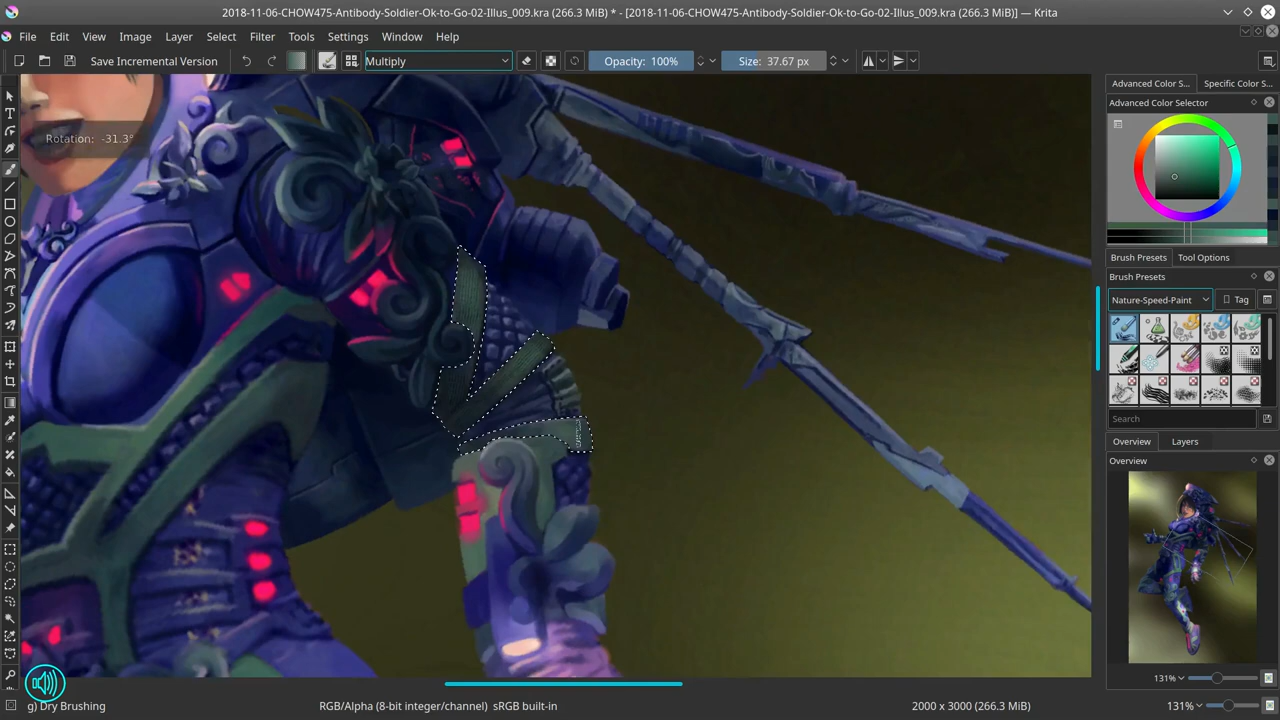 2018-11-06-CHOW475-Antibody-Soldier-Ok-to-Go-02-Illus_009.kra (266.3 MiB) * - [2018-11-06-CHOW475-Antibody-Soldier-Ok-to-Go-02-Illus_009.kra (266.3 MiB)] — Krita
File Edit View Image Layer Select Filter Tools Settings Window Help
Save Incremental Version Multiply Opacity: 100% Size: 37.67 px
Advanced Color S... Specific Color S...
Advanced Color Selector
Rotation: -31.3°
Brush Presets Tool Options
Brush Presets
Nature-Speed-Paint Tag
Search
Overview Layers
Overview
131%
g) Dry Brushing RGB/Alpha (8-bit integer/channel) sRGB built-in 2000 x 3000 (266.3 MiB) 131%